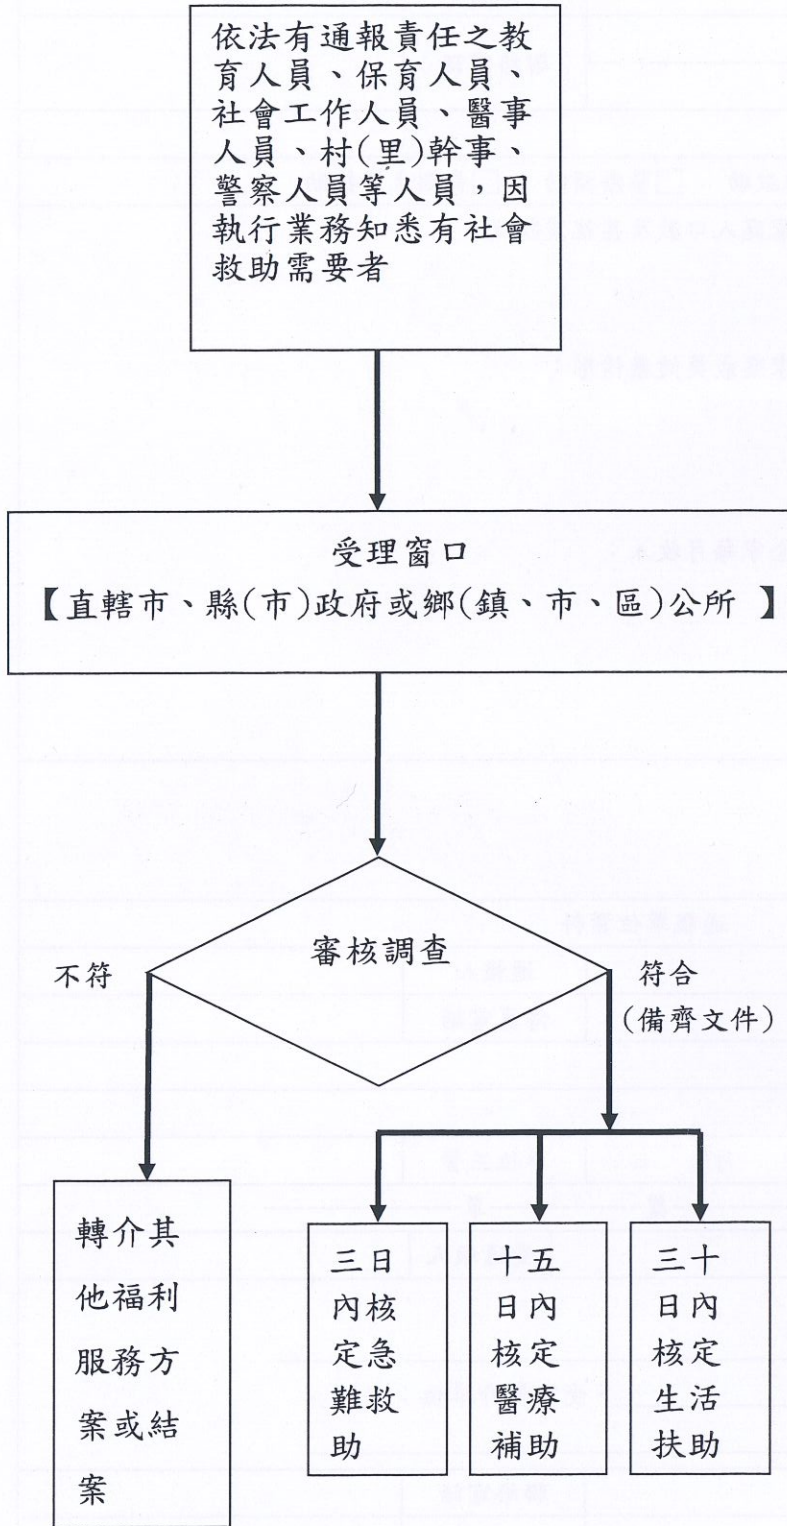 依法有通報責任之教
育人員、保育人員、
社會工作人員、醫事
人員、村(里)幹事、
警察人員等人員，因
執行業務知悉有社會
救助需要者
受理窗口
【直轄市、縣(市)政府或鄉(鎮、市、區)公所 】
審核調查
不符
符合
(備齊文件)
轉介其
他福利
服務方
案或結
案
三日
內核
定急
難救
助
十五
日內
核定
醫療
補助
三十
日內
核定
生活
扶助